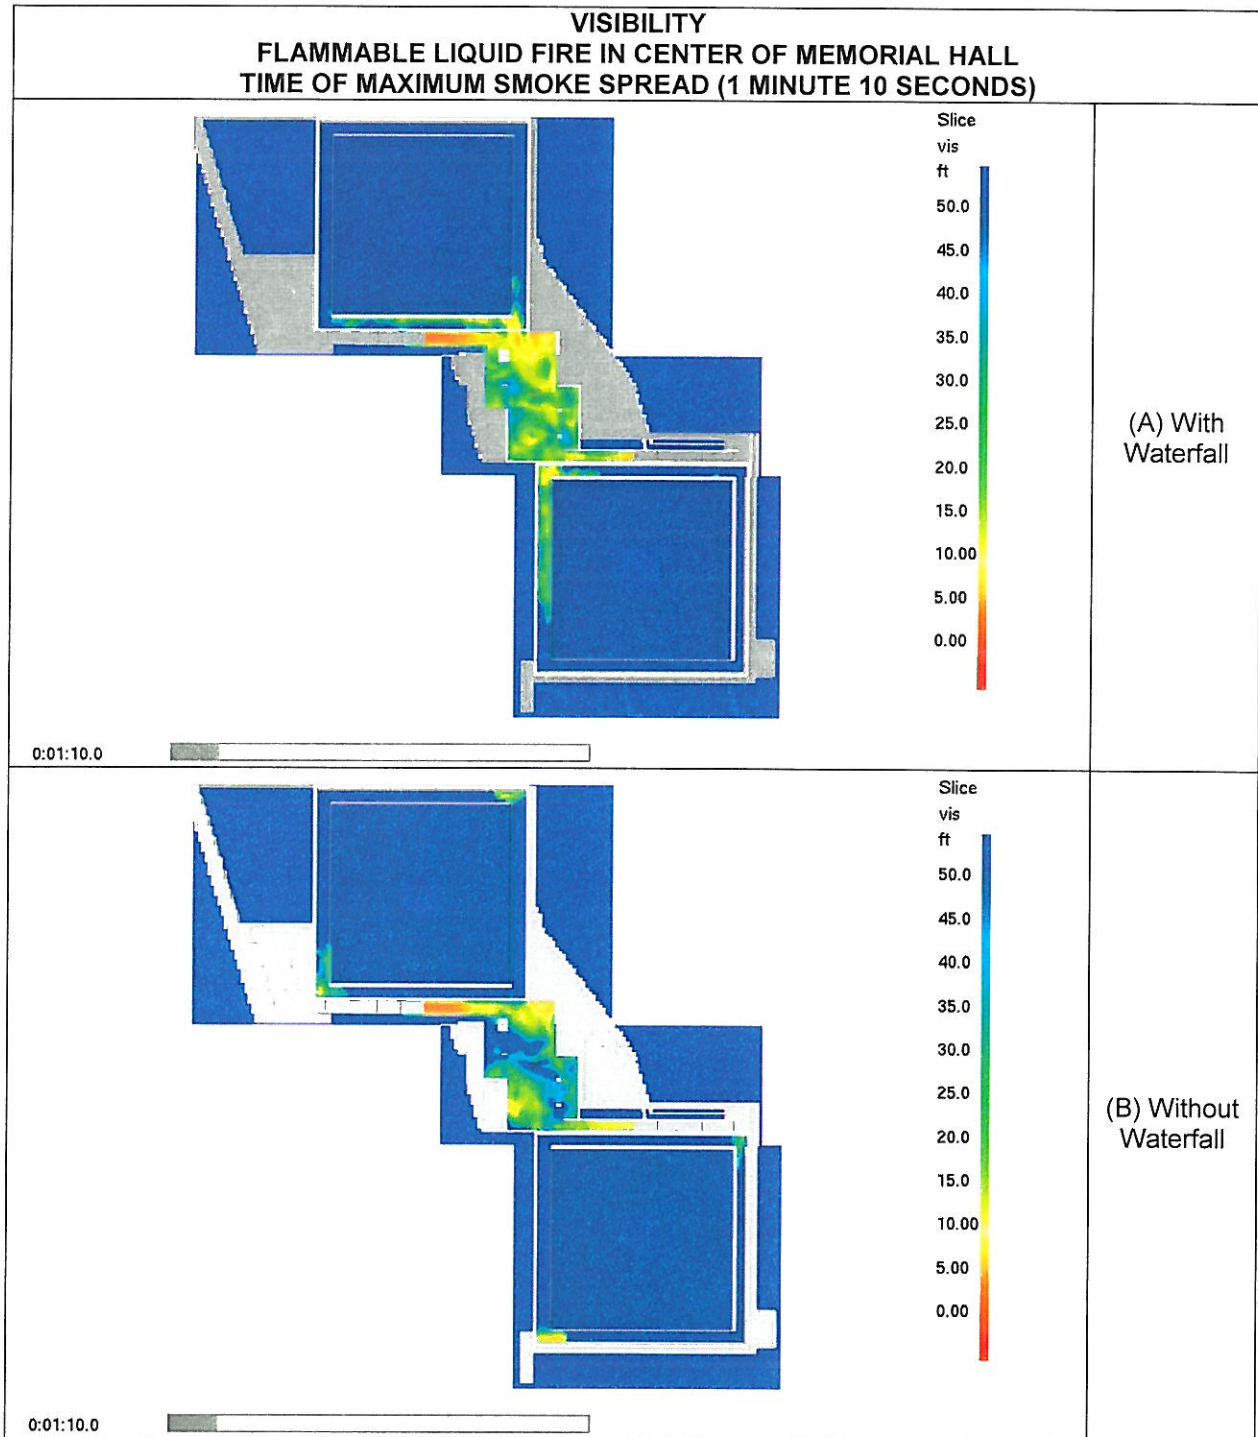 VISIBILITY
FLAMMABLE LIQUID FIRE IN CENTER OF MEMORIAL HALL
TIME OF MAXIMUM SMOKE SPREAD (1 MINUTE 10 SECONDS)
Slice
vis
ft
50.0
45.0
40.0
35.0
30.0
25.0
20.0
15.0
10.00
5.00
0.00
(A) With
Waterfall
0:01:10.0
Slice
vis
ft
50.0
45.0
40.0
35.0
30.0
25.0
20.0
15.0
10.00
5.00
0.00
(B) Without
Waterfall
0:01:10.0